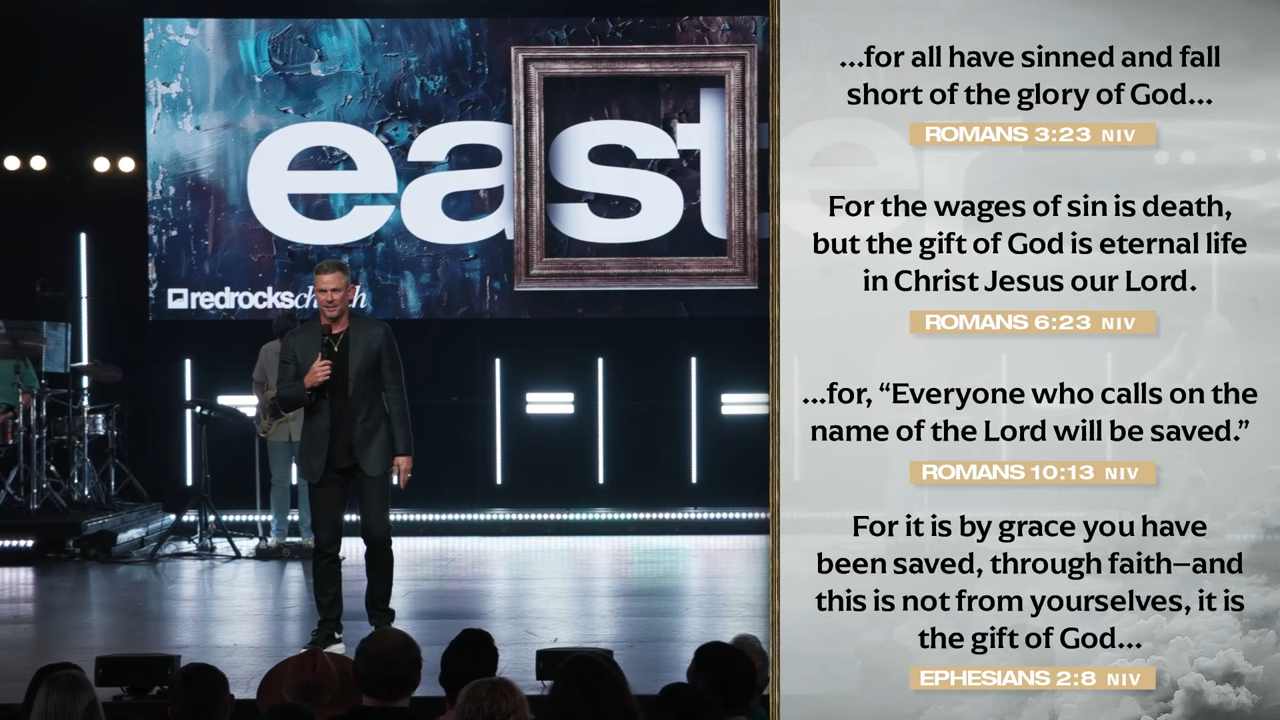 east
redrockschurch
...for all have sinned and fall
short of the glory of God...
ROMANS 3:23 NIV
For the wages of sin is death,
but the gift of God is eternal life
in Christ Jesus our Lord.
ROMANS 6:23 NIV
...for, “Everyone who calls on the
name of the Lord will be saved.”
ROMANS 10:13 NIV
For it is by grace you have
been saved, through faith—and
this is not from yourselves, it is
the gift of God...
EPHESIANS 2:8 NIV